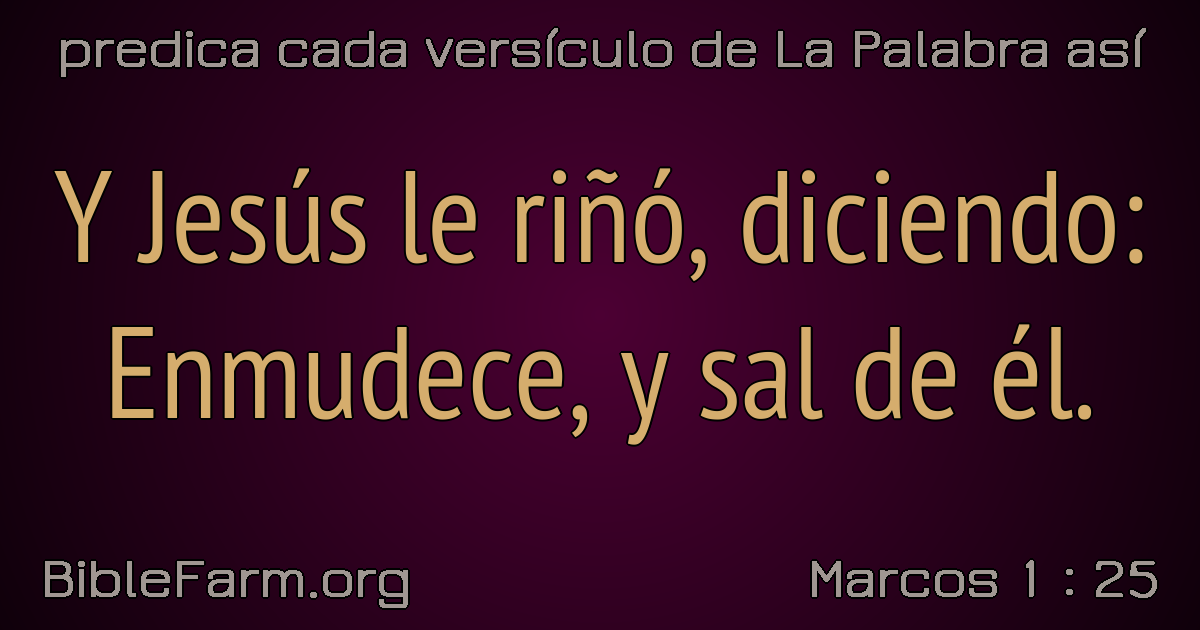 predica cada versículo de La Palabra así
Y Jesús le riñó, diciendo:
Enmudece, y sal de él.
BibleFarm.org
Marcos 1 : 25